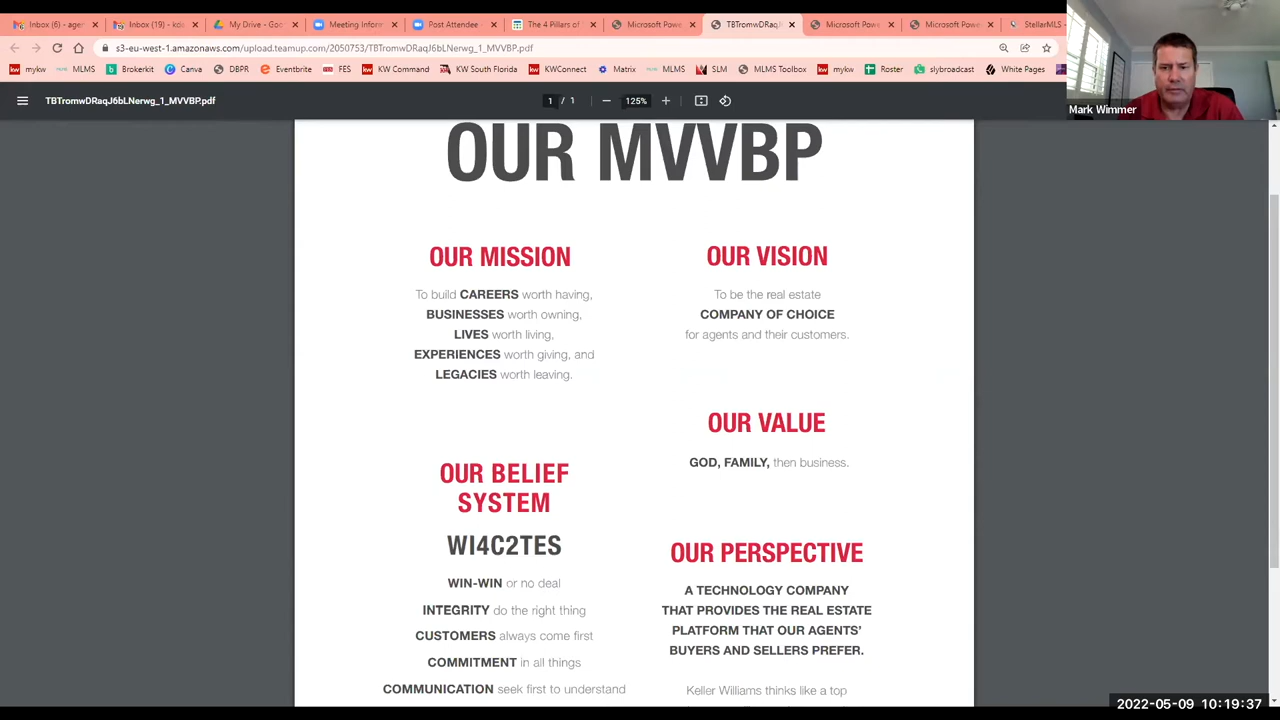 Inbox (6) - agen
Inbox (19) - kos
My Drive - Goo
Meeting Inform
Post Attendee -
The 4 Pillars of
Microsoft Powe
TBTromwDRaqJ
Microsoft Powe
Microsoft Powe
StellarMLS -
s3-eu-west-1.amazonaws.com/upload.teamup.com/2050753/TBTromwDRaqJ6bLNerwg_1_MVVBP.pdf
mykw
MLMS
Brokerkit
Canva
DBPR
Eventbrite
FES
KW Command
KW South Florida
KWConnect
Matrix
MLMS
SLM
MLMS Toolbox
mykw
Roster
slybroadcast
White Pages
TBTromwDRaqJ6bLNerwg_1_MVVBP.pdf
1 / 1
125%
Mark Wimmer
OUR MVVBP
OUR MISSION
To build CAREERS worth having,
BUSINESSES worth owning,
LIVES worth living,
EXPERIENCES worth giving, and
LEGACIES worth leaving.
OUR VISION
To be the real estate
COMPANY OF CHOICE
for agents and their customers.
OUR VALUE
GOD, FAMILY, then business.
OUR BELIEF
SYSTEM
WI4C2TES
WIN-WIN or no deal
INTEGRITY do the right thing
CUSTOMERS always come first
COMMITMENT in all things
COMMUNICATION seek first to understand
OUR PERSPECTIVE
A TECHNOLOGY COMPANY
THAT PROVIDES THE REAL ESTATE
PLATFORM THAT OUR AGENTS'
BUYERS AND SELLERS PREFER.
Keller Williams thinks like a top
2022-05-09 10:19:37